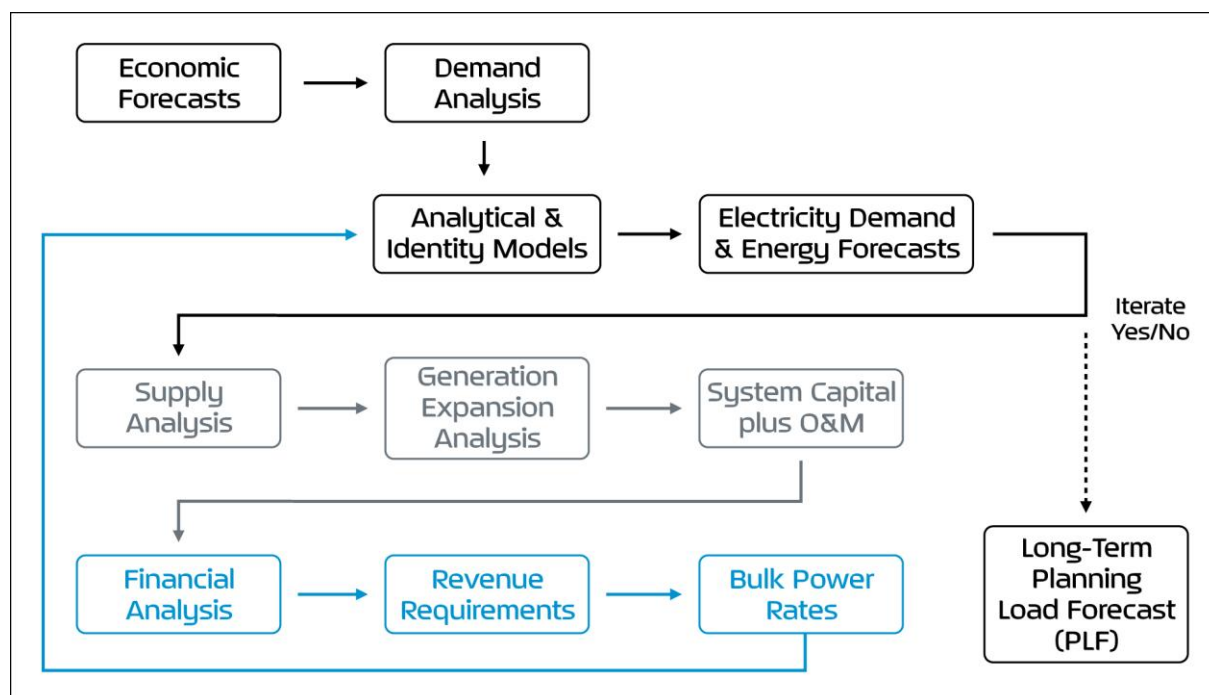 Economic
Forecasts
Demand
Analysis
Analytical &
Identity Models
Electricity Demand
& Energy Forecasts
Iterate
Yes/No
Supply
Analysis
Generation
Expansion
Analysis
System Capital
plus O&M
Financial
Analysis
Revenue
Requirements
Bulk Power
Rates
Long-Term
Planning
Load Forecast
(PLF)